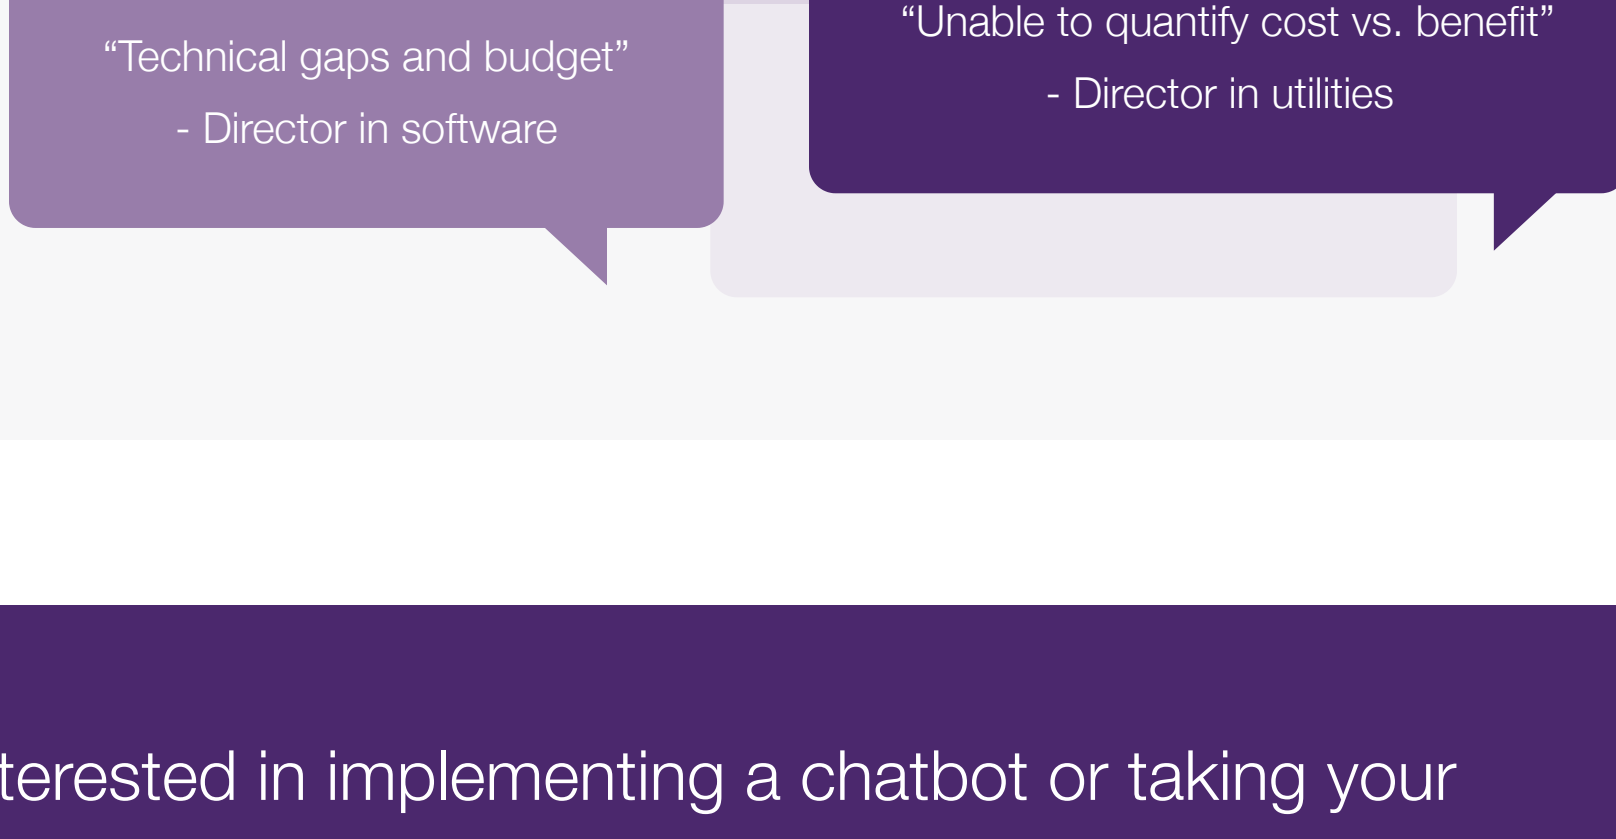 “Technical gaps and budget”
- Director in software
“Unable to quantify cost vs. benefit”
- Director in utilities
terested in implementing a chatbot or taking your